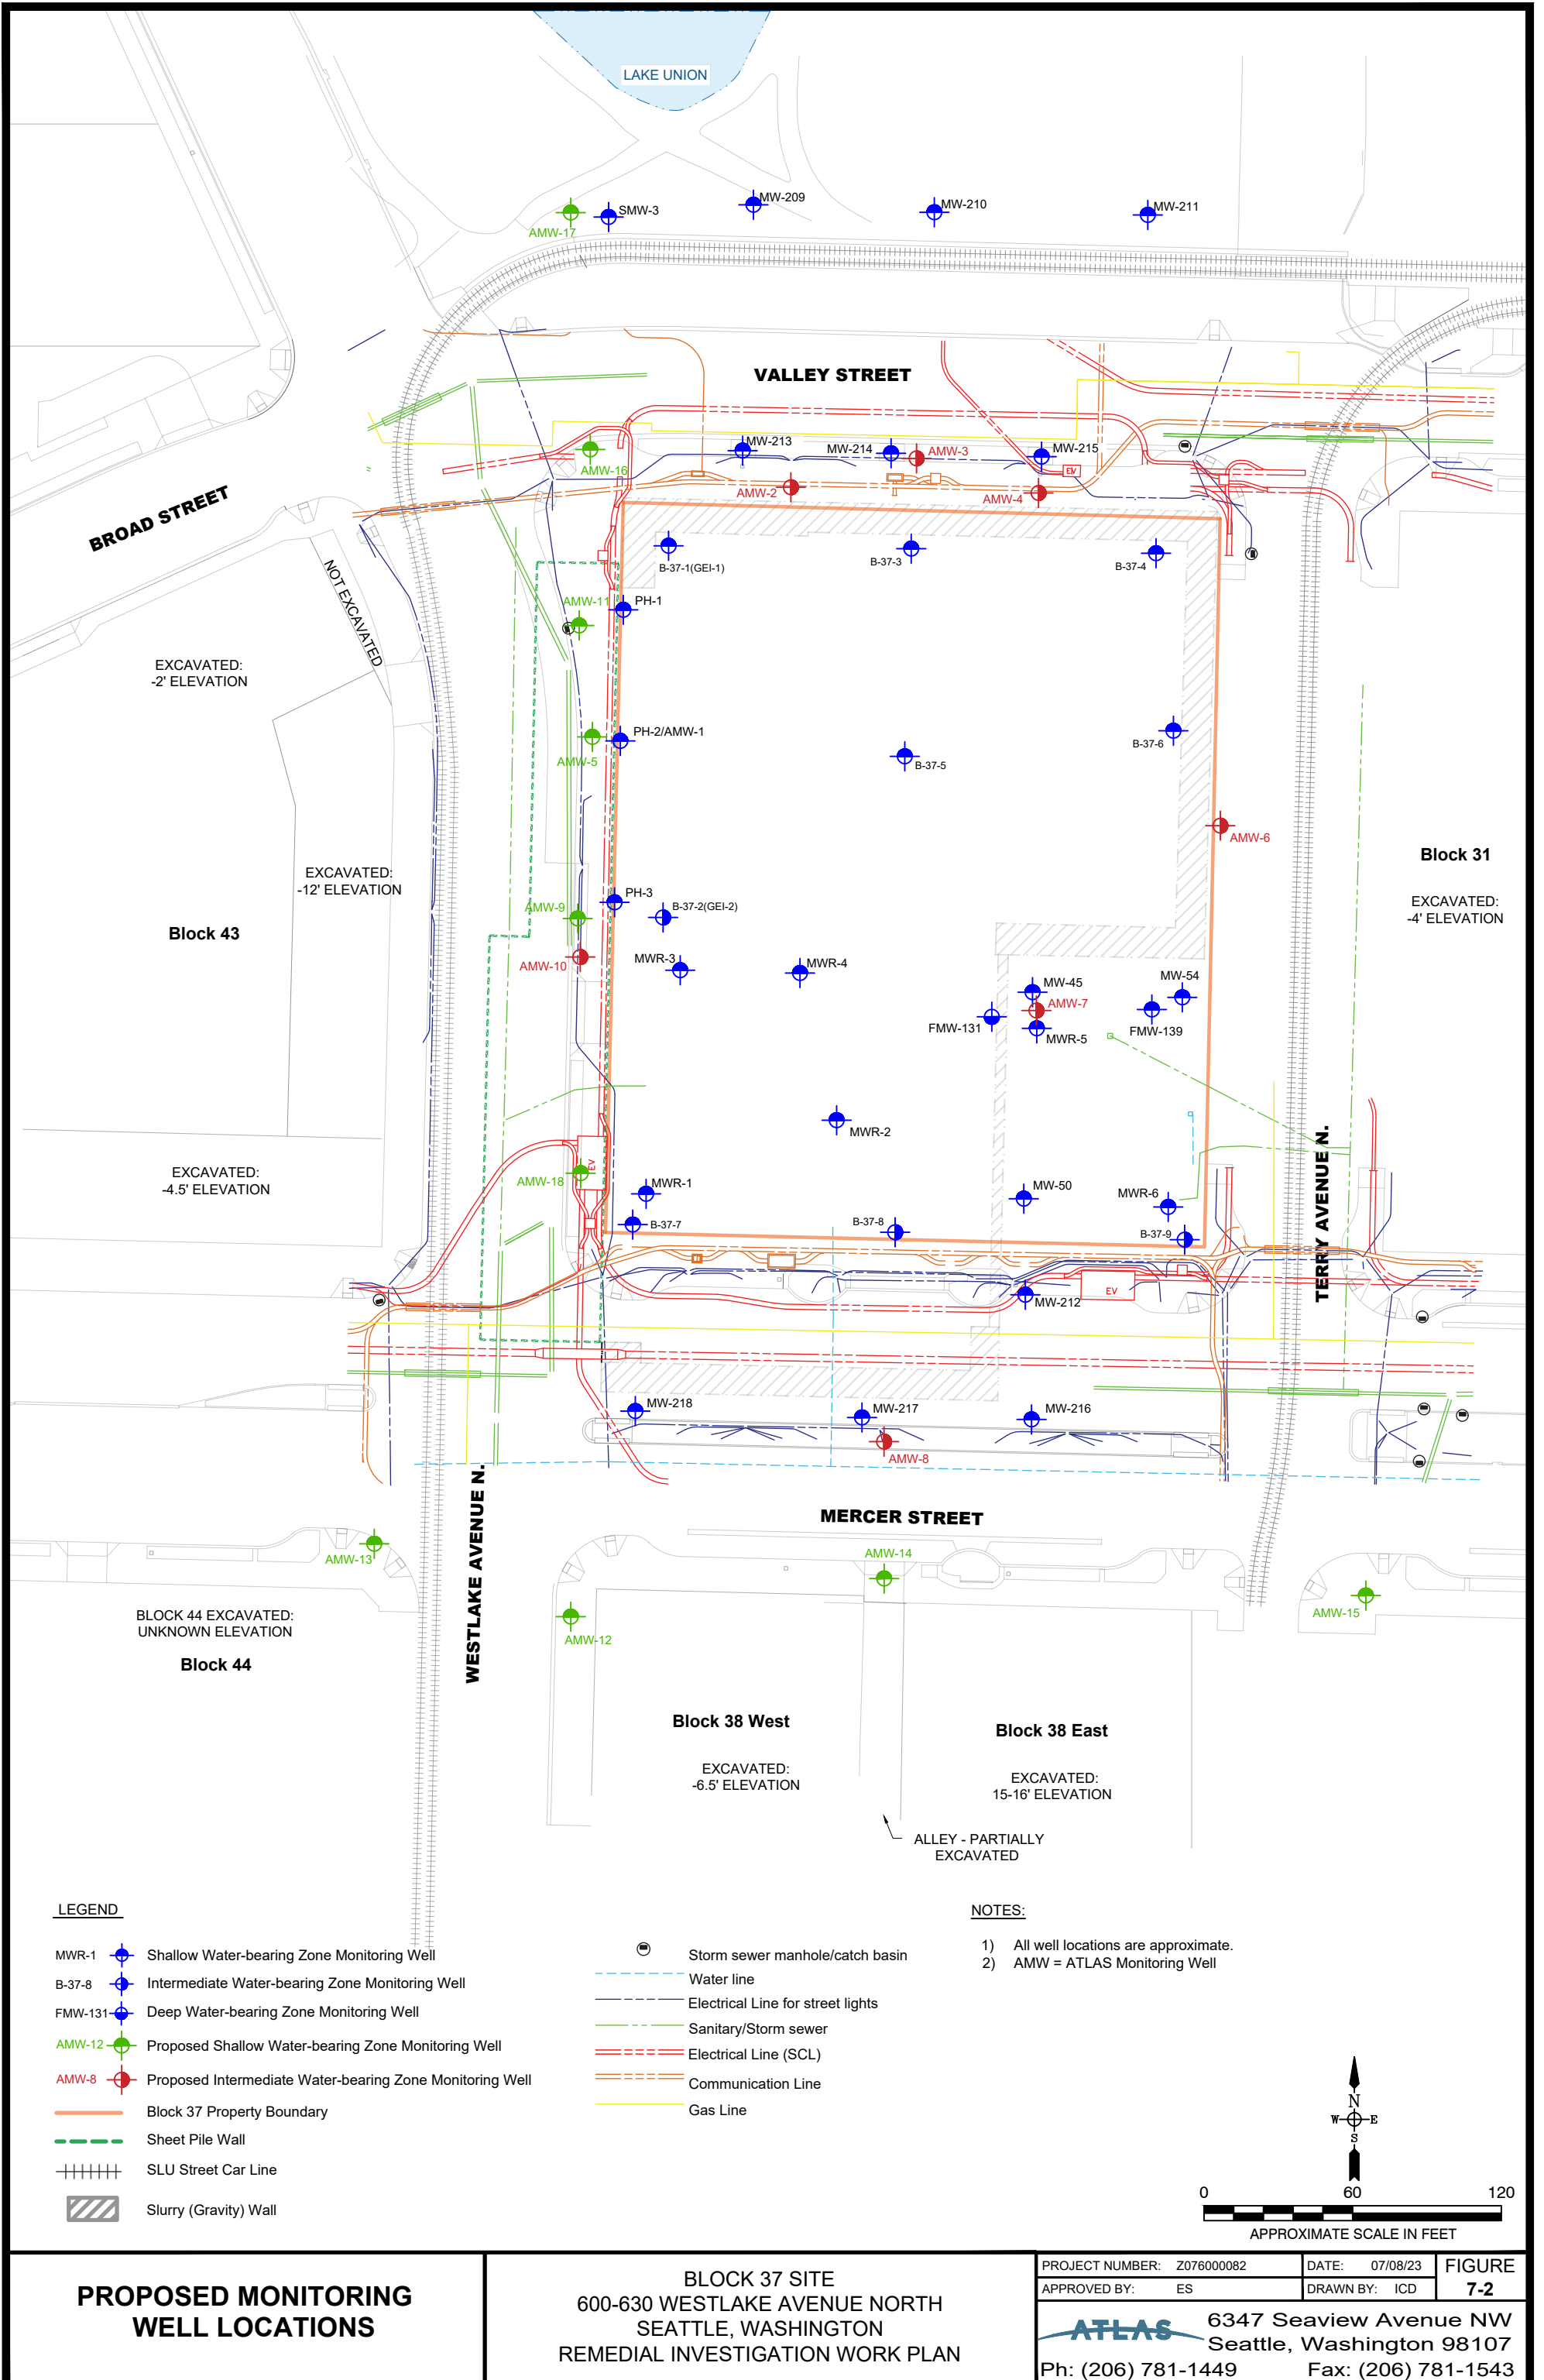 LAKE UNION
SMW-3
MW-209
MW-210
MW-211
AMW-17
VALLEY STREET
MW-213
MW-214
AMW-3
MW-215
AMW-16
EV
AMW-2
AMW-4
BROAD STREET
NOT EXCAVATED
B-37-1(GEI-1)
B-37-3
B-37-4
AMW-11
PH-1
EXCAVATED:
-2' ELEVATION
PH-2/AMW-1
AMW-5
B-37-5
B-37-6
AMW-6
Block 31
EXCAVATED:
-4' ELEVATION
EXCAVATED:
-12' ELEVATION
Block 43
PH-3
AMW-9
B-37-2(GEI-2)
AMW-10
MWR-3
MWR-4
MW-45
MW-54
AMW-7
FMW-131
FMW-139
MWR-5
MWR-2
EXCAVATED:
-4.5' ELEVATION
AMW-18
EV
MWR-1
MW-50
MWR-6
B-37-7
B-37-8
B-37-9
TERRY AVENUE N.
EV
MW-212
MW-218
MW-217
MW-216
AMW-8
WESTLAKE AVENUE N.
MERCER STREET
AMW-13
AMW-14
AMW-12
AMW-15
BLOCK 44 EXCAVATED:
UNKNOWN ELEVATION
Block 44
Block 38 West
EXCAVATED:
-6.5' ELEVATION
Block 38 East
EXCAVATED:
15-16' ELEVATION
ALLEY - PARTIALLY
EXCAVATED
LEGEND
MWR-1 Shallow Water-bearing Zone Monitoring Well
B-37-8 Intermediate Water-bearing Zone Monitoring Well
FMW-131 Deep Water-bearing Zone Monitoring Well
AMW-12 Proposed Shallow Water-bearing Zone Monitoring Well
AMW-8 Proposed Intermediate Water-bearing Zone Monitoring Well
Block 37 Property Boundary
Sheet Pile Wall
SLU Street Car Line
Slurry (Gravity) Wall
Storm sewer manhole/catch basin
Water line
Electrical Line for street lights
Sanitary/Storm sewer
Electrical Line (SCL)
Communication Line
Gas Line
NOTES:
1) All well locations are approximate.
2) AMW = ATLAS Monitoring Well
N
W E
S
0 60 120
APPROXIMATE SCALE IN FEET
PROPOSED MONITORING
WELL LOCATIONS
BLOCK 37 SITE
600-630 WESTLAKE AVENUE NORTH
SEATTLE, WASHINGTON
REMEDIAL INVESTIGATION WORK PLAN
PROJECT NUMBER: Z076000082
DATE: 07/08/23
APPROVED BY: ES
DRAWN BY: ICD
FIGURE
7-2
ATLAS
6347 Seaview Avenue NW
Seattle, Washington 98107
Ph: (206) 781-1449 Fax: (206) 781-1543